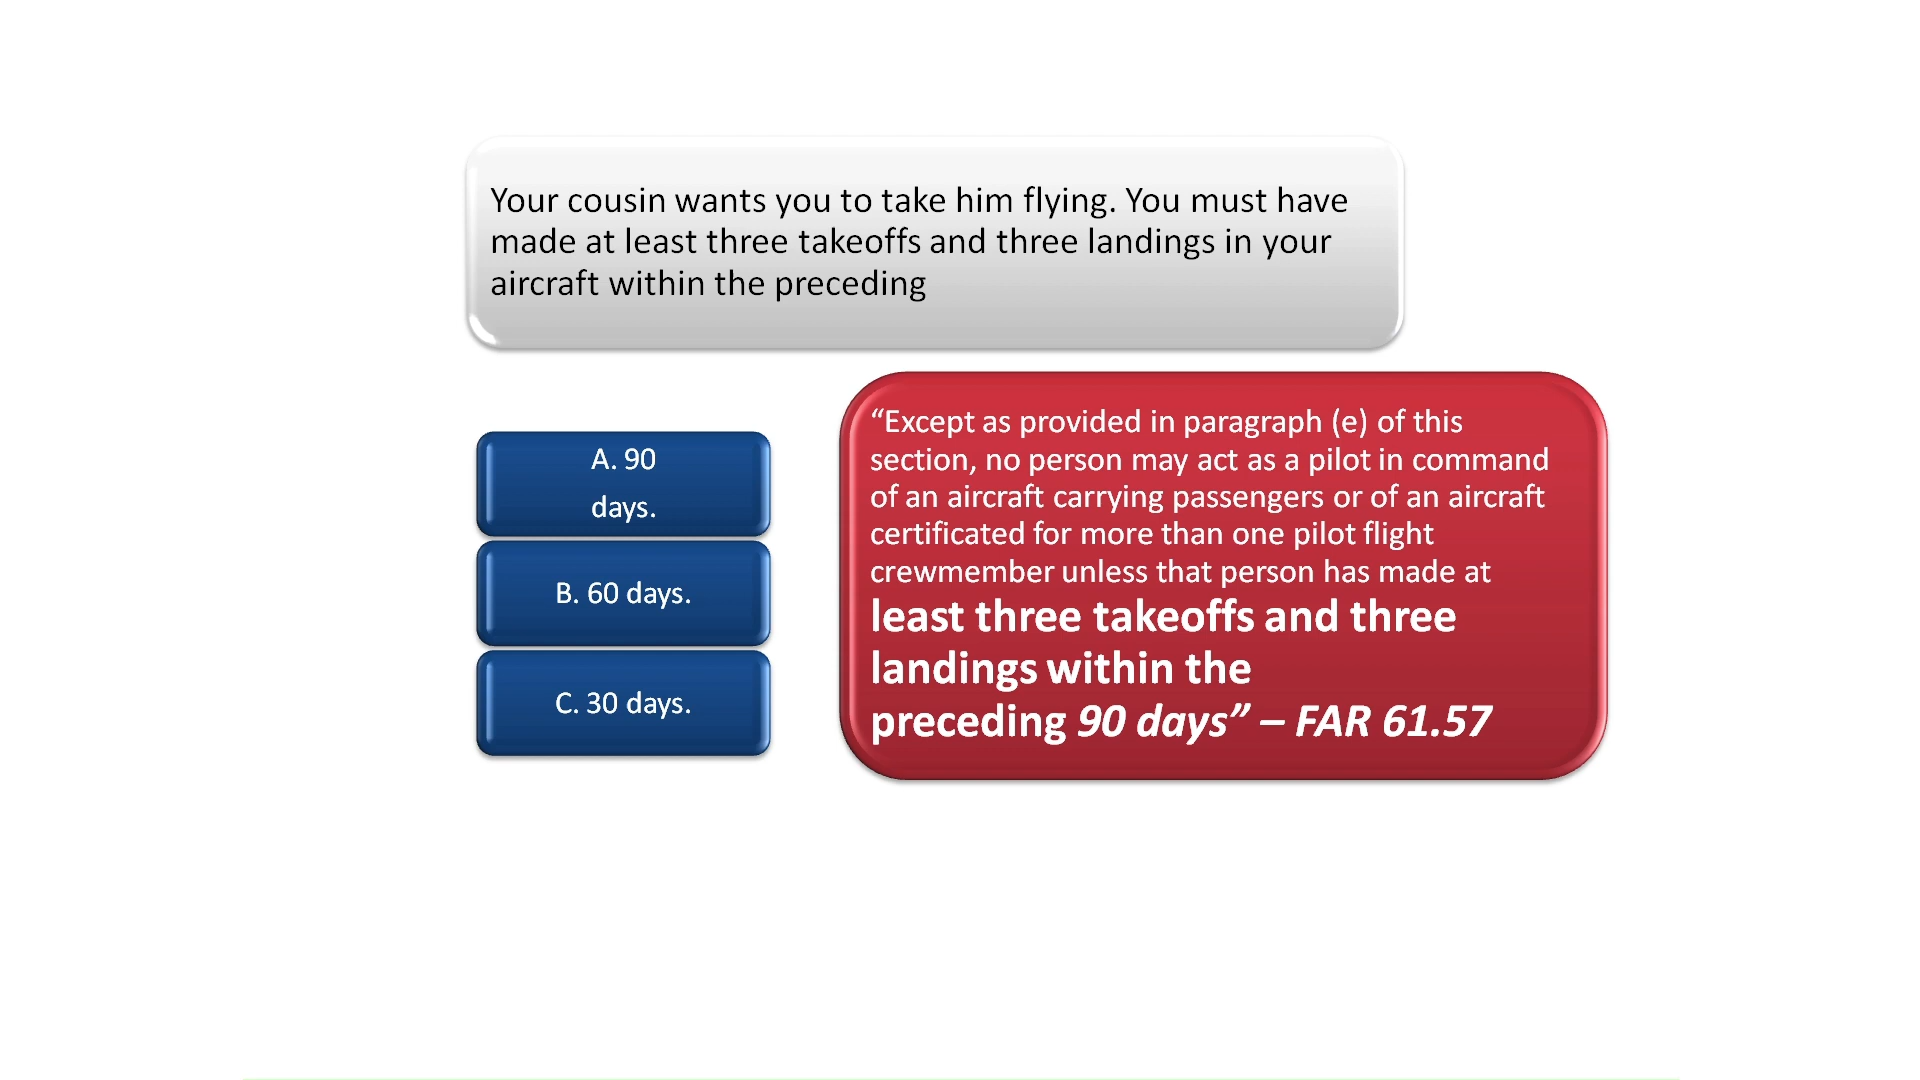 Your cousin wants you to take him flying. You must have
made at least three takeoffs and three landings in your
aircraft within the preceding
A. 90
days.
B. 60 days.
C. 30 days.
“Except as provided in paragraph (e) of this
section, no person may act as a pilot in command
of an aircraft carrying passengers or of an aircraft
certificated for more than one pilot flight
crewmember unless that person has made at
least three takeoffs and three
landings within the
preceding 90 days” – FAR 61.57